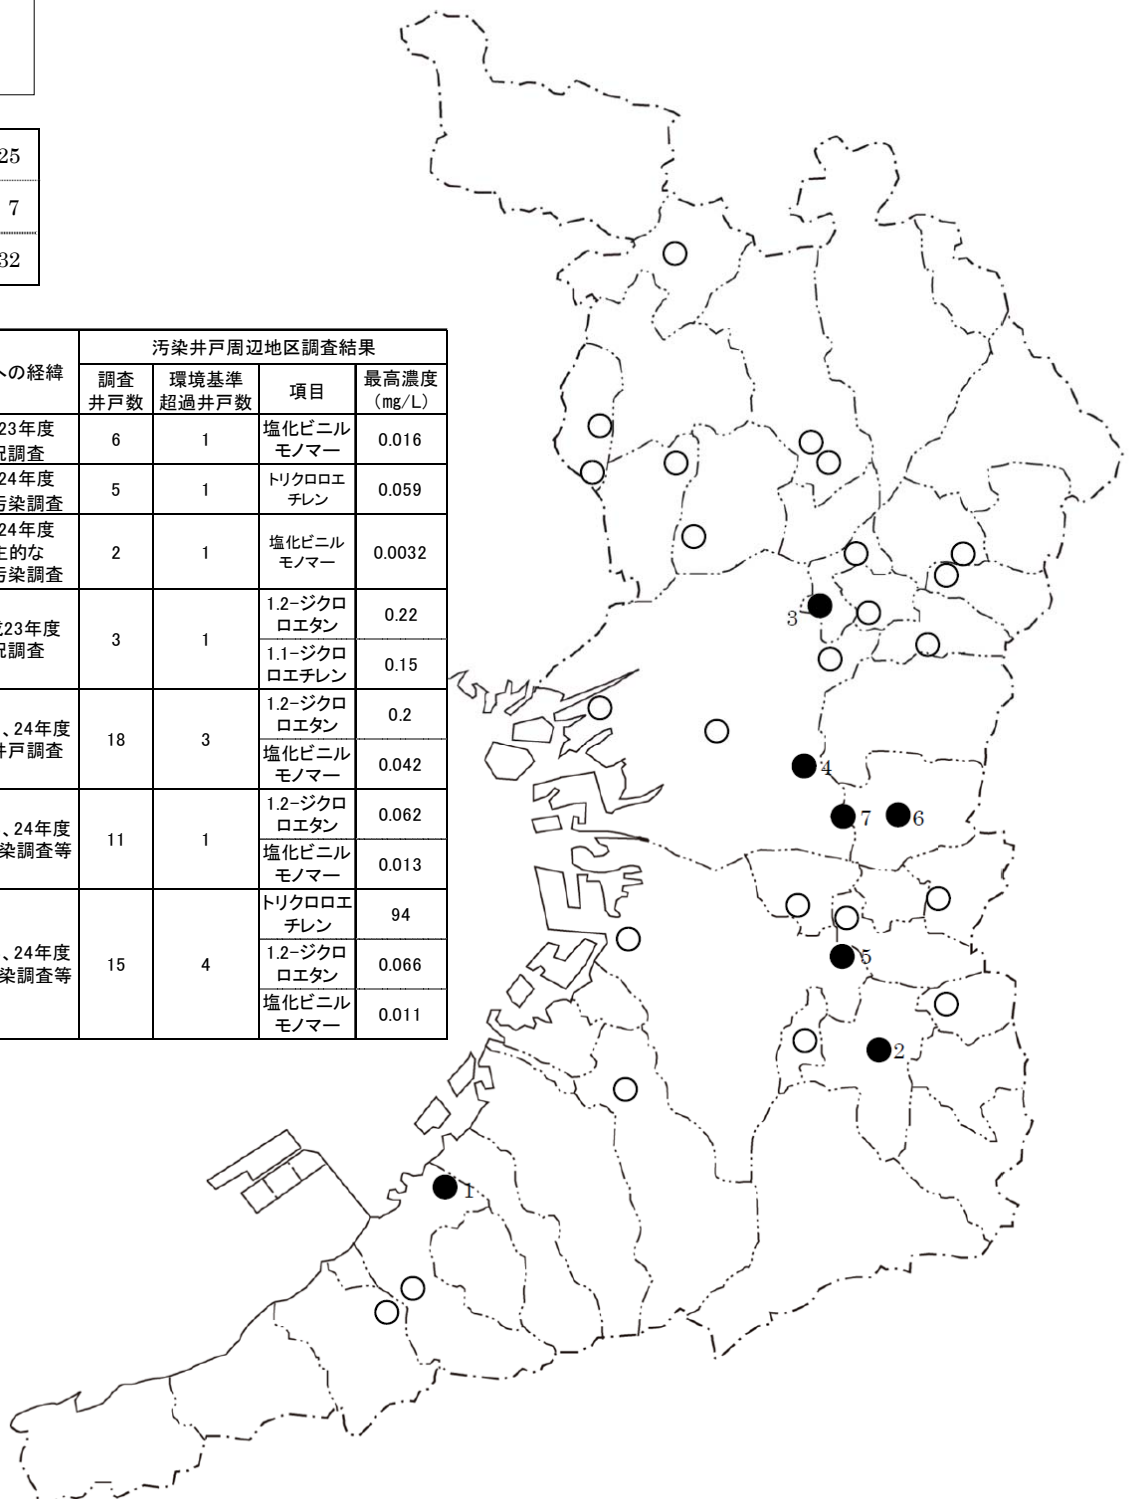 25
7
32
への経緯
汚染井戸周辺地区調査結果
調査
井戸数
環境基準
超過井戸数
項目
最高濃度
(mg/L)
23年度
況調査
6
1
塩化ビニル
モノマー
0.016
24年度
汚染調査
5
1
トリクロロエ
チレン
0.059
24年度
主的な
汚染調査
2
1
塩化ビニル
モノマー
0.0032
成23年度
況調査
3
1
1.2-ジクロ
ロエタン
0.22
1.1-ジクロ
ロエチレン
0.15
、24年度
井戸調査
18
3
1.2-ジクロ
ロエタン
0.2
塩化ビニル
モノマー
0.042
、24年度
染調査等
11
1
1.2-ジクロ
ロエタン
0.062
塩化ビニル
モノマー
0.013
、24年度
染調査等
15
4
トリクロロエ
チレン
94
1.2-ジクロ
ロエタン
0.066
塩化ビニル
モノマー
0.011
3
4
7
6
5
2
1